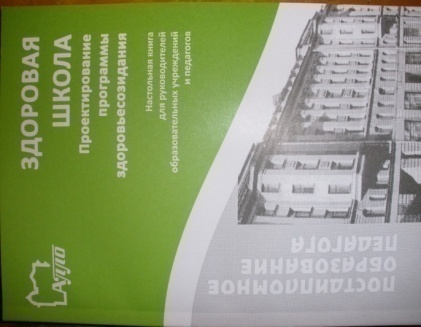 ЗДОРОВАЯ
ШКОЛА
Проектирование
программы
здоровьесозидания
Настольная книга
для руководителей
образовательных учреждений
и педагогов
ПОСТДИПЛОМНОЕ
ОБРАЗОВАНИЕ
ПЕДАГОГА